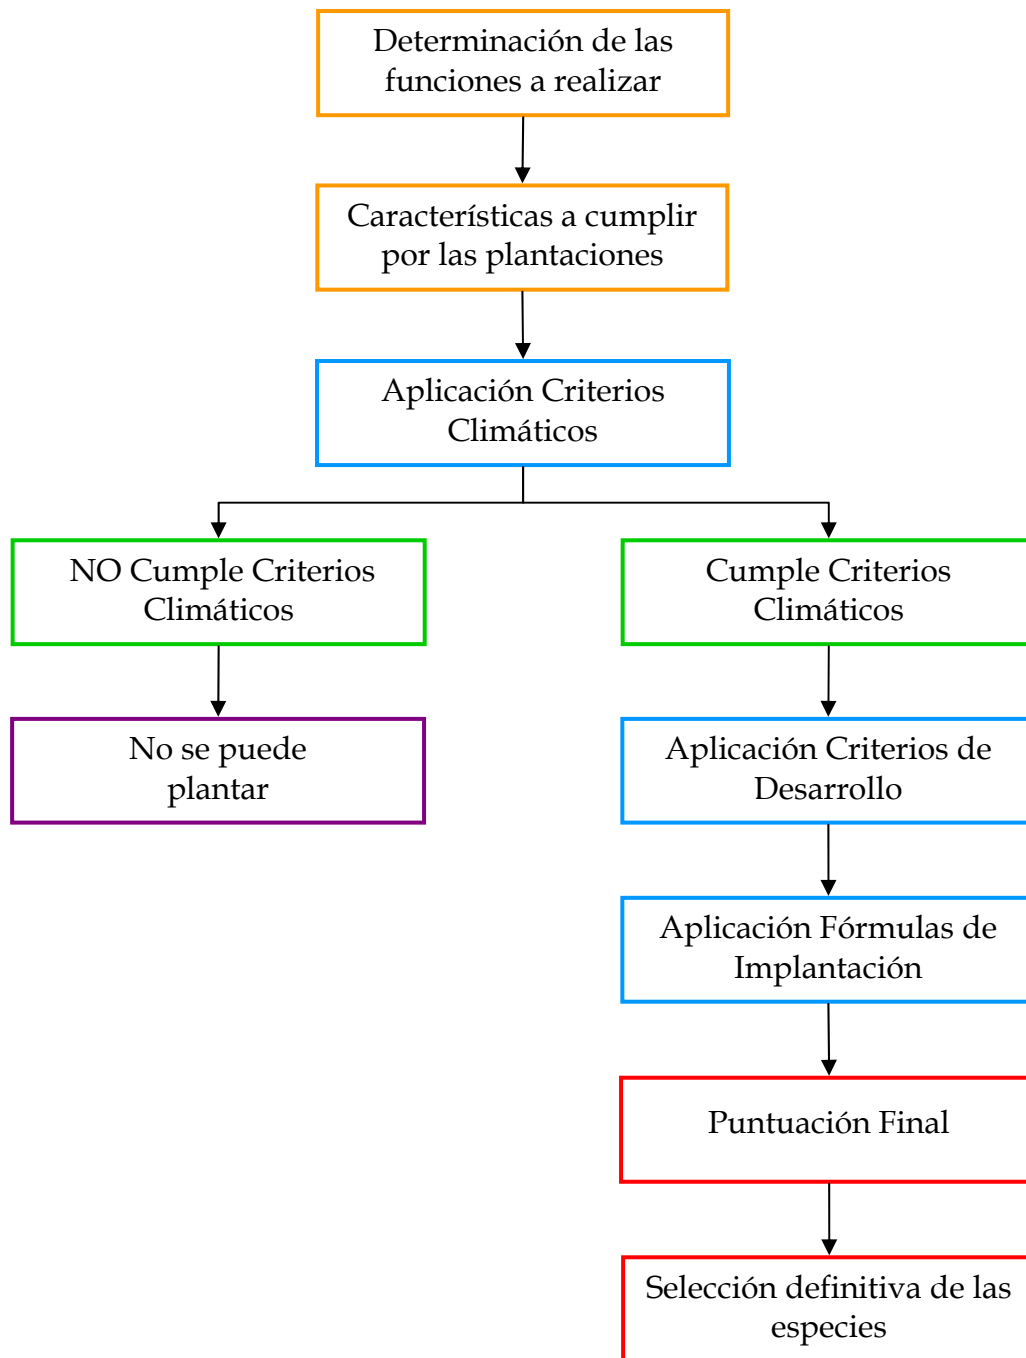 Determinación de las
funciones a realizar
Características a cumplir
por las plantaciones
Aplicación Criterios
Climáticos
NO Cumple Criterios
Climáticos
Cumple Criterios
Climáticos
No se puede
plantar
Aplicación Criterios de
Desarrollo
Aplicación Fórmulas de
Implantación
Puntuación Final
Selección definitiva de las
especies